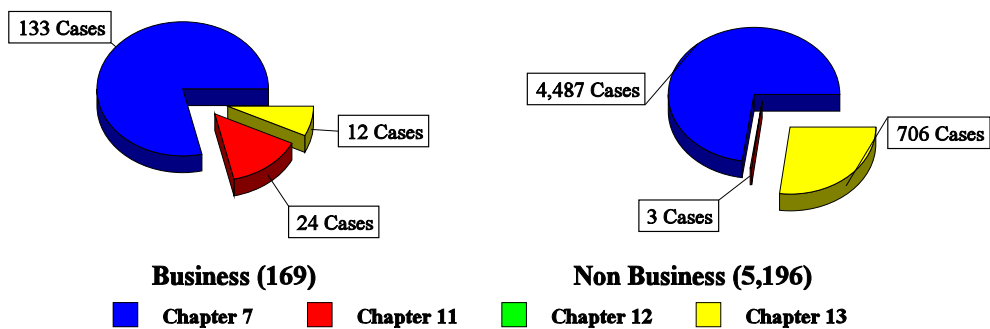 133 Cases
12 Cases
24 Cases
4,487 Cases
706 Cases
3 Cases
Business (169)
Non Business (5,196)
Chapter 7
Chapter 11
Chapter 12
Chapter 13